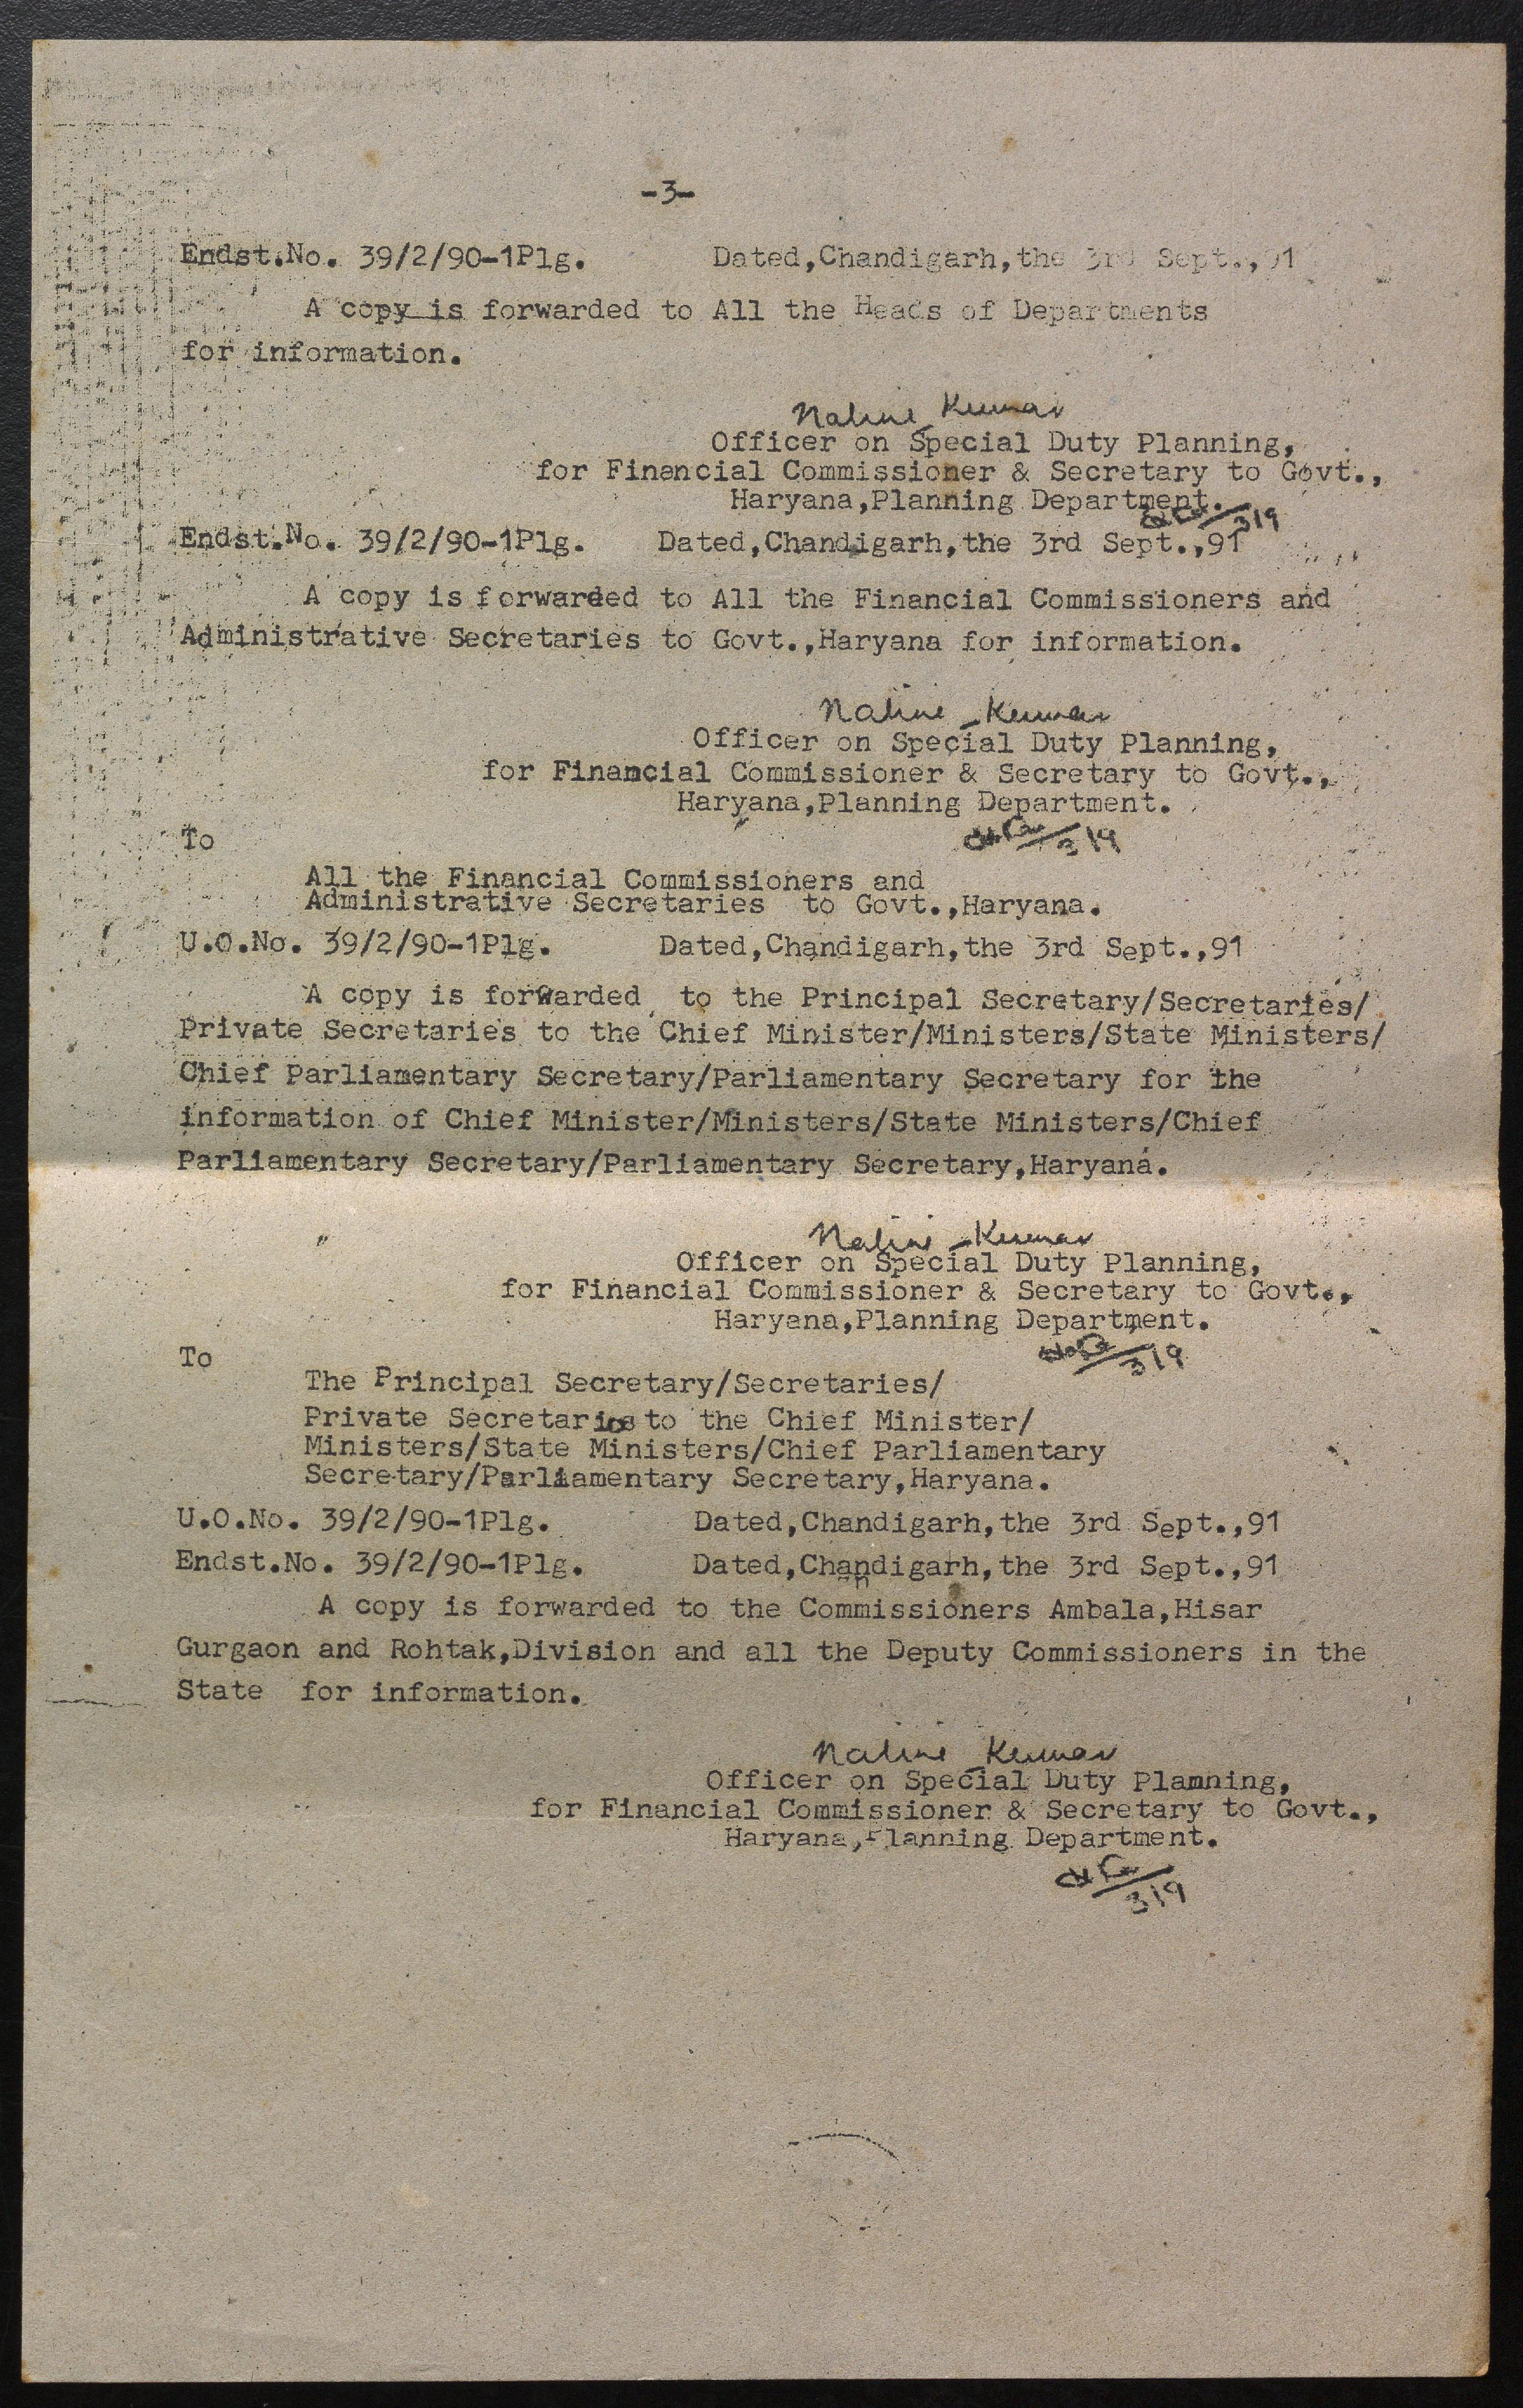 -3-
Endst.No. 39/2/90-1Plg. Dated,Chandigarh,the 3rd Sept.,91
A copy is forwarded to All the Heads of Departments
for information.
Nalini Kumar
Officer on Special Duty Planning,
for Financial Commissioner & Secretary to Govt.,
Haryana,Planning Department.
3/9
Endst.No. 39/2/90-1Plg. Dated,Chandigarh,the 3rd Sept.,91
A copy is forwarded to All the Financial Commissioners and
Administrative Secretaries to Govt.,Haryana for information.
Nalini Kumar
Officer on Special Duty Planning,
for Financial Commissioner & Secretary to Govt.,
Haryana,Planning Department.
3/9
To
All the Financial Commissioners and
Administrative Secretaries to Govt.,Haryana.
U.O.No. 39/2/90-1Plg. Dated,Chandigarh,the 3rd Sept.,91
A copy is forwarded to the Principal Secretary/Secretaries/
Private Secretaries to the Chief Minister/Ministers/State Ministers/
Chief Parliamentary Secretary/Parliamentary Secretary for the
information of Chief Minister/Ministers/State Ministers/Chief
Parliamentary Secretary/Parliamentary Secretary,Haryana.
Nalini Kumar
Officer on Special Duty Planning,
for Financial Commissioner & Secretary to Govt.,
Haryana,Planning Department.
3/9
To
The Principal Secretary/Secretaries/
Private Secretaries to the Chief Minister/
Ministers/State Ministers/Chief Parliamentary
Secretary/Parliamentary Secretary,Haryana.
U.O.No. 39/2/90-1Plg. Dated,Chandigarh,the 3rd Sept.,91
Endst.No. 39/2/90-1Plg. Dated,Chandigarh,the 3rd Sept.,91
A copy is forwarded to the Commissioners Ambala,Hisar
Gurgaon and Rohtak,Division and all the Deputy Commissioners in the
State for information.
Nalini Kumar
Officer on Special Duty Planning,
for Financial Commissioner & Secretary to Govt.,
Haryana,Planning Department.
3/9